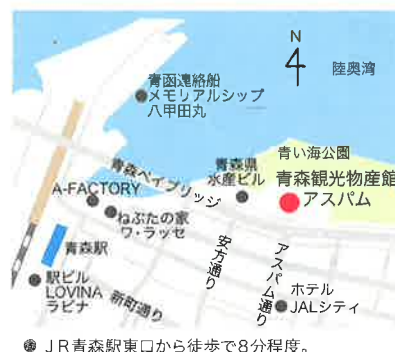 N
陸奥湾
青函連絡船
メモリアルシップ
八甲田丸
青い海公園
青森ベイブリッジ
青森県
水産ビル
青森観光物産館
アスパム
A-FACTORY
ねぶたの家
ワ・ラッセ
青森駅
安方通り
アスパム通り
駅ビル
LOVINA
ラビナ
新町通り
ホテル
JALシティ
JR青森駅東口から徒歩で8分程度。